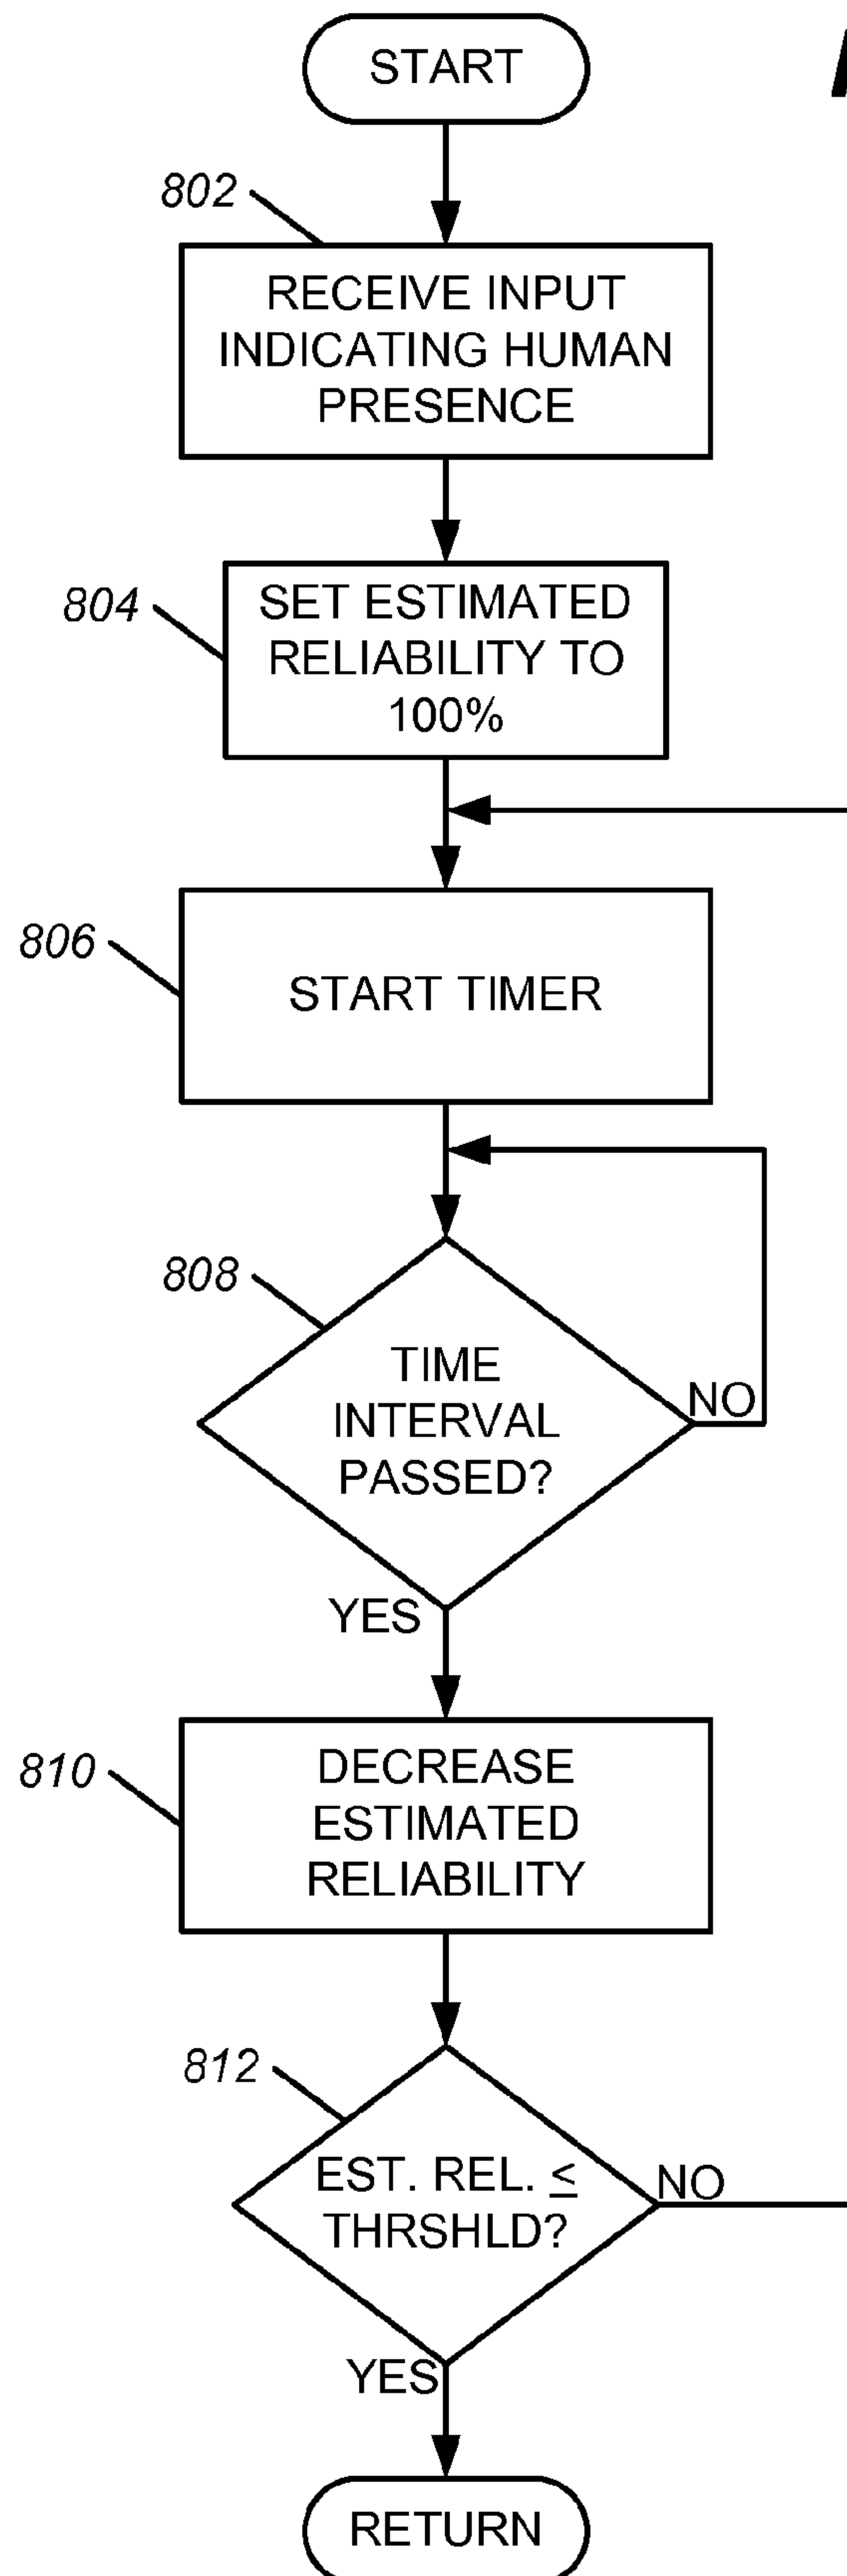 START
802
RECEIVE INPUT
INDICATING HUMAN
PRESENCE
804
SET ESTIMATED
RELIABILITY TO
100%
806
START TIMER
808
TIME
INTERVAL
PASSED?
NO
YES
810
DECREASE
ESTIMATED
RELIABILITY
812
EST. REL. ≤
THRSHLD?
NO
YES
RETURN